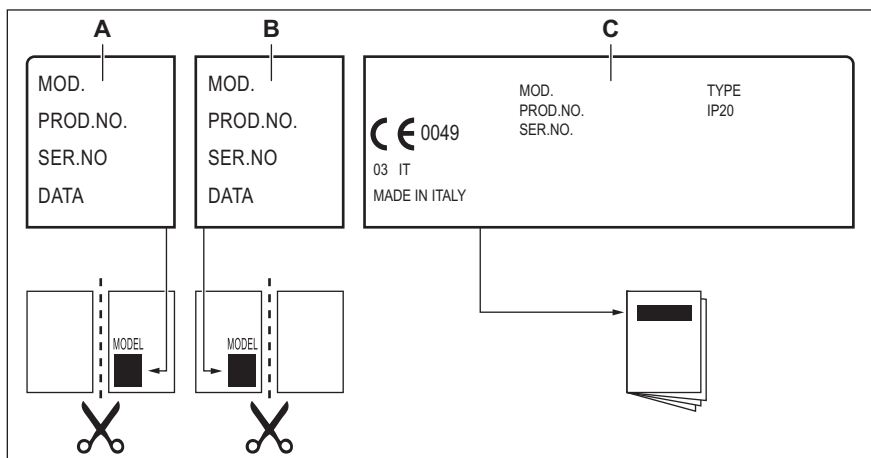 A
B
C
MOD.
PROD.NO.
SER.NO
DATA
MOD.
PROD.NO.
SER.NO
DATA
MOD.
PROD.NO.
SER.NO.
TYPE
IP20
CE 0049
03 IT
MADE IN ITALY
MODEL
MODEL